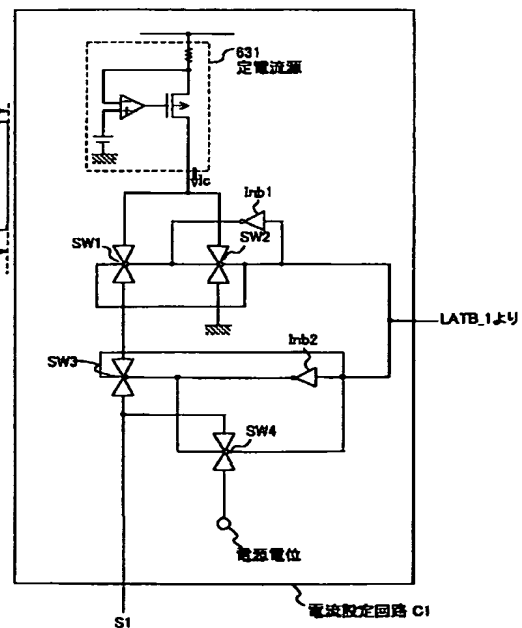 631
定電流源
Ic
Inb1
SW1
SW2
LATB_1より
Inb2
SW3
SW4
電源電位
電流設定回路 C1
S1